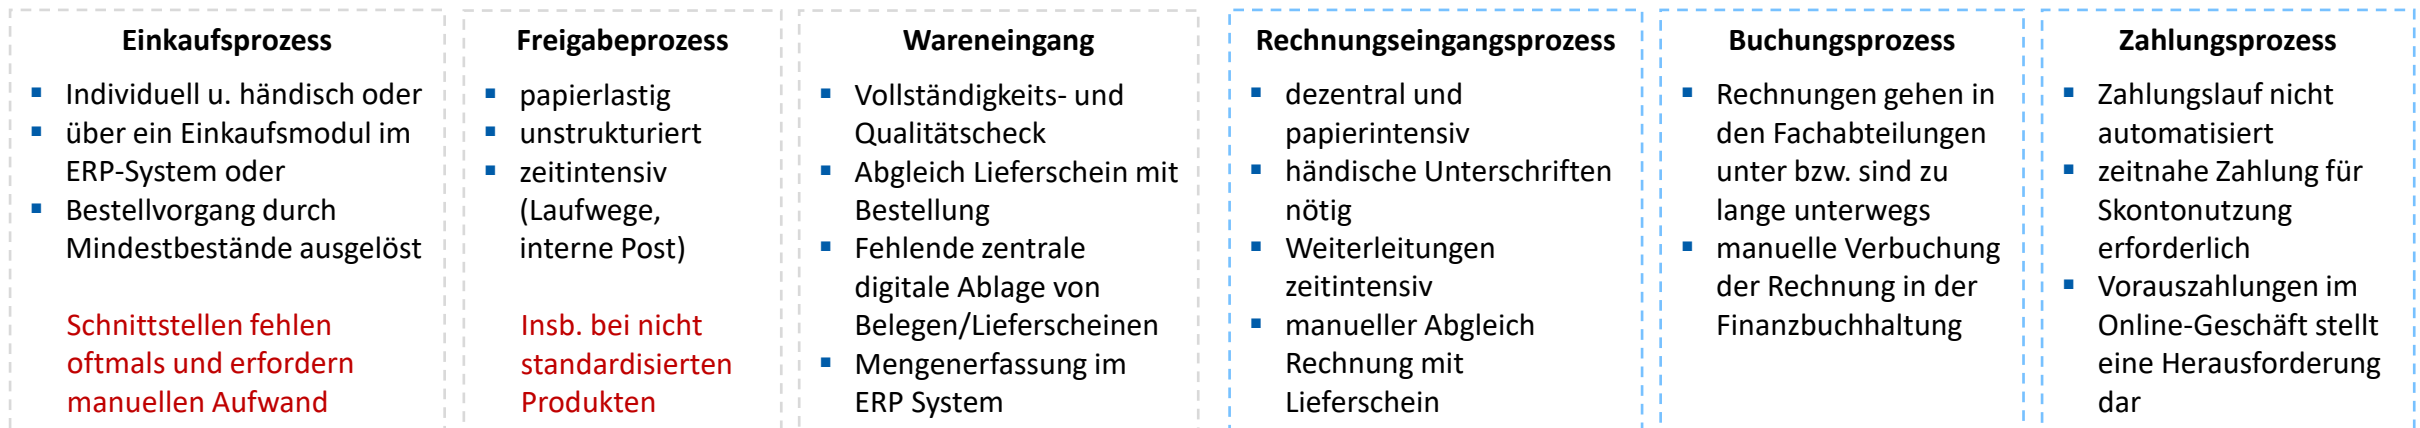 Einkaufsprozess
▪ Individuell u. händisch oder
▪ über ein Einkaufsmodul im
ERP-System oder
▪ Bestellvorgang durch
Mindestbestände ausgelöst
Schnittstellen fehlen
oftmals und erfordern
manuellen Aufwand
Freigabeprozess
▪ papierlastig
▪ unstrukturiert
▪ zeitintensiv
(Laufwege,
interne Post)
Insb. bei nicht
standardisierten
Produkten
Wareneingang
▪ Vollständigkeits- und
Qualitätscheck
▪ Abgleich Lieferschein mit
Bestellung
▪ Fehlende zentrale
digitale Ablage von
Belegen/Lieferscheinen
▪ Mengenerfassung im
ERP System
Rechnungseingangsprozess
▪ dezentral und
papierintensiv
▪ händische Unterschriften
nötig
▪ Weiterleitungen
zeitintensiv
▪ manueller Abgleich
Rechnung mit
Lieferschein
Buchungsprozess
▪ Rechnungen gehen in
den Fachabteilungen
unter bzw. sind zu
lange unterwegs
▪ manuelle Verbuchung
der Rechnung in der
Finanzbuchhaltung
Zahlungsprozess
▪ Zahlungslauf nicht
automatisiert
▪ zeitnahe Zahlung für
Skontonutzung
erforderlich
▪ Vorauszahlungen im
Online-Geschäft stellt
eine Herausforderung
dar